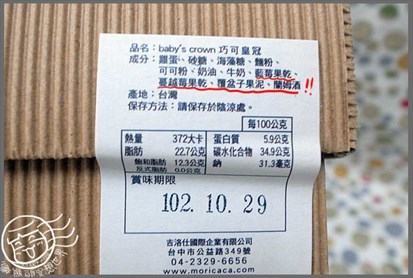 品名：baby's crown 巧可皇冠
成分：雞蛋、砂糖、海藻糖、麵粉、
可可粉、奶油、牛奶、藍莓果乾、
蔓越莓果乾、覆盆子果泥、蘭姆酒!!
產地：台灣
保存方法：請保存於陰涼處。
每100公克
熱量 372大卡 蛋白質 5.9公克
脂肪 22.7公克 碳水化合物 34.9公克
飽和脂肪 12.3公克 鈉 31.3毫克
反式脂肪 0.0公克
賞味期限
102. 10. 29
吉洛仕國際企業有限公司
台中市公益路349號
04-2329-6656
www.moricaca.com